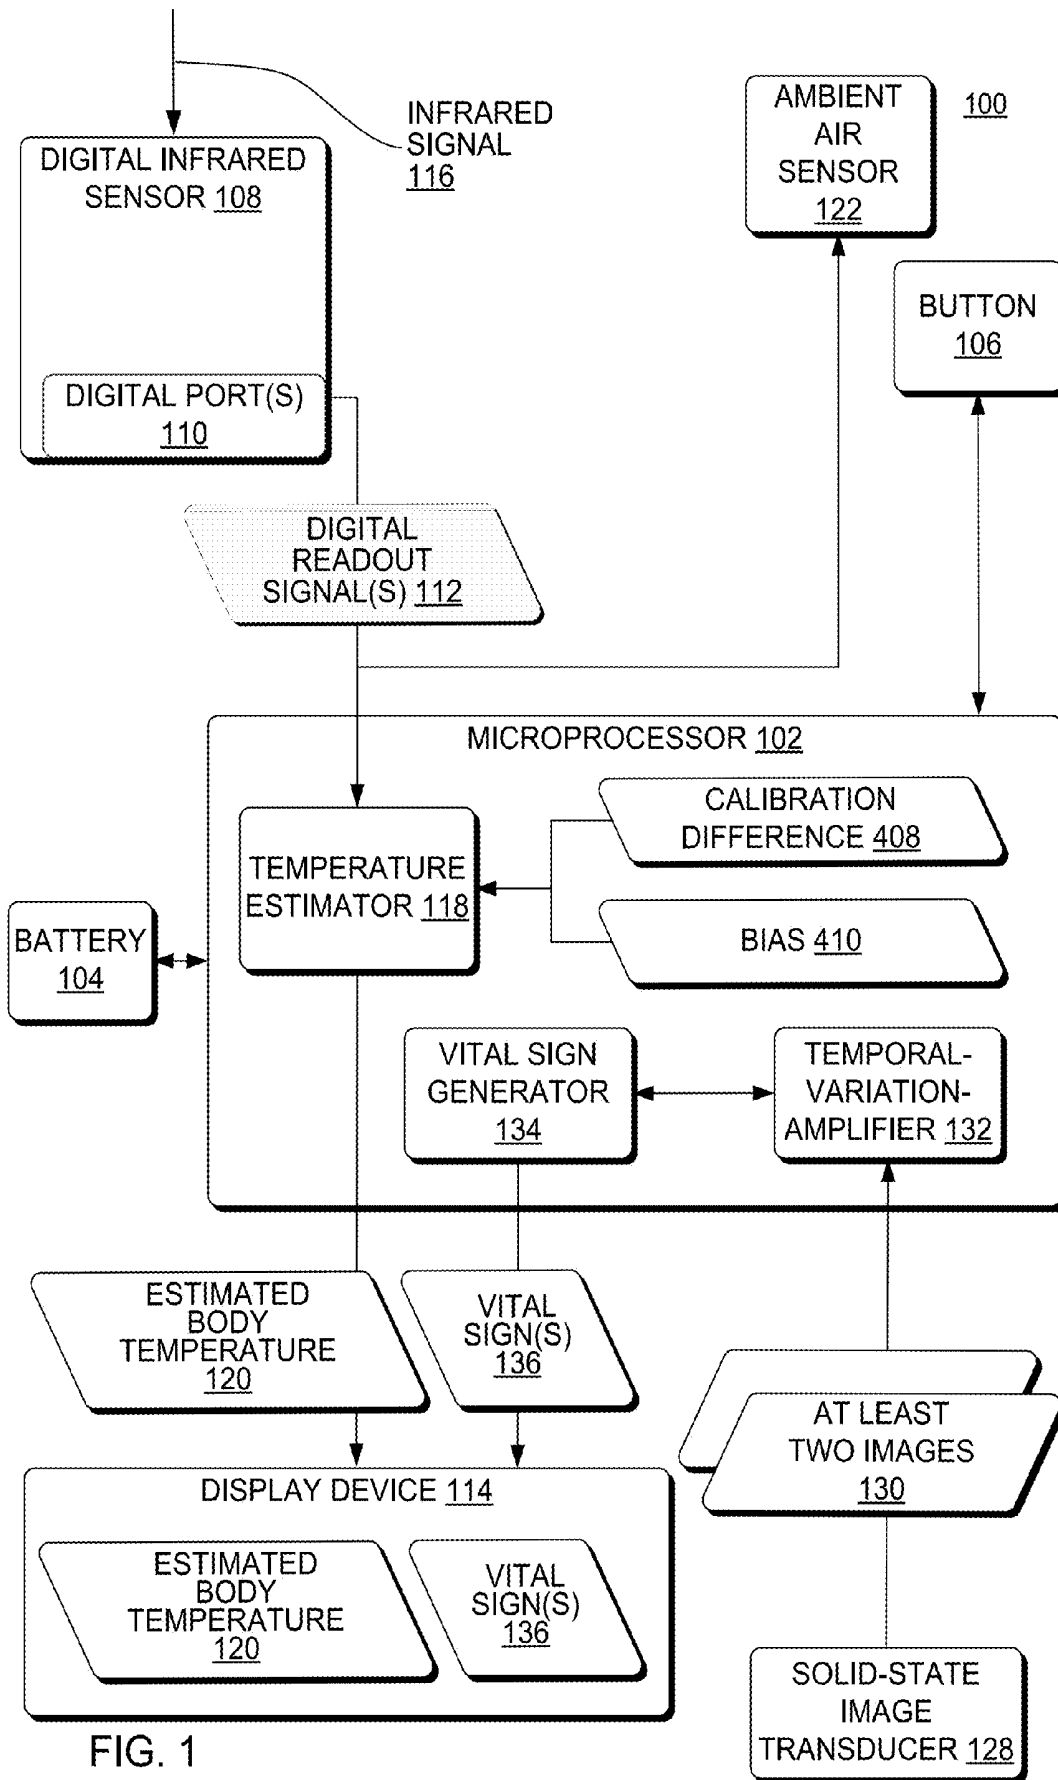 INFRARED
SIGNAL
116
AMBIENT
AIR
SENSOR
122
100
DIGITAL INFRARED
SENSOR 108
BUTTON
106
DIGITAL PORT(S)
110
DIGITAL
READOUT
SIGNAL(S) 112
MICROPROCESSOR 102
CALIBRATION
DIFFERENCE 408
TEMPERATURE
ESTIMATOR 118
BIAS 410
BATTERY
104
VITAL SIGN
GENERATOR
134
TEMPORAL-
VARIATION-
AMPLIFIER 132
ESTIMATED
BODY
TEMPERATURE
120
VITAL
SIGN(S)
136
AT LEAST
TWO IMAGES
130
DISPLAY DEVICE 114
ESTIMATED
BODY
TEMPERATURE
120
VITAL
SIGN(S)
136
SOLID-STATE
IMAGE
TRANSDUCER 128
FIG. 1